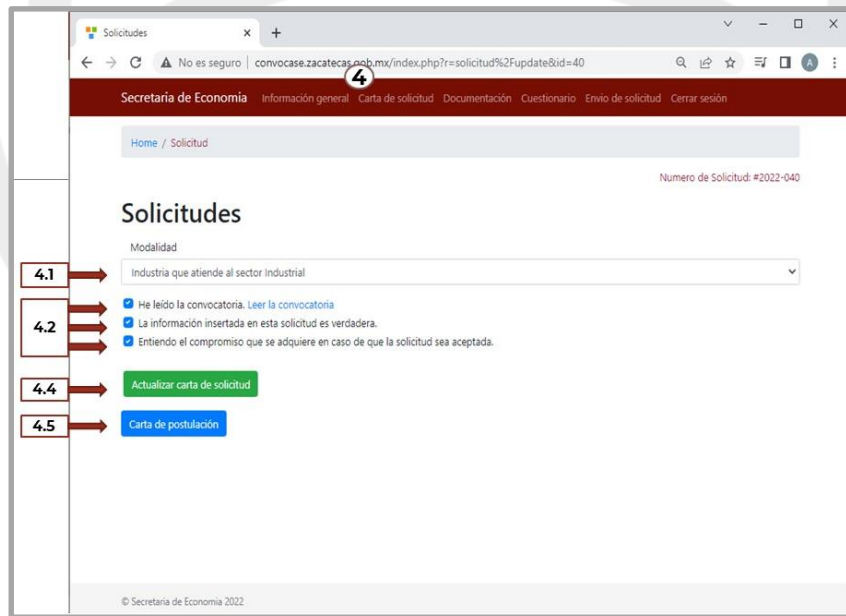 Solicitudes
No es seguro convocase.zacatecas.gob.mx/index.php?r=solicitud%2Fupdate&id=40
A
4
Secretaria de Economia Información general Carta de solicitud Documentación Cuestionario Envio de solicitud Cerrar sesión
Home / Solicitud
Numero de Solicitud: #2022-040
Solicitudes
Modalidad
4.1 Industria que atiende al sector Industrial
He leído la convocatoria. Leer la convocatoria
4.2 La información insertada en esta solicitud es verdadera.
Entiendo el compromiso que se adquiere en caso de que la solicitud sea aceptada.
4.4 Actualizar carta de solicitud
4.5 Carta de postulación
© Secretaria de Economia 2022